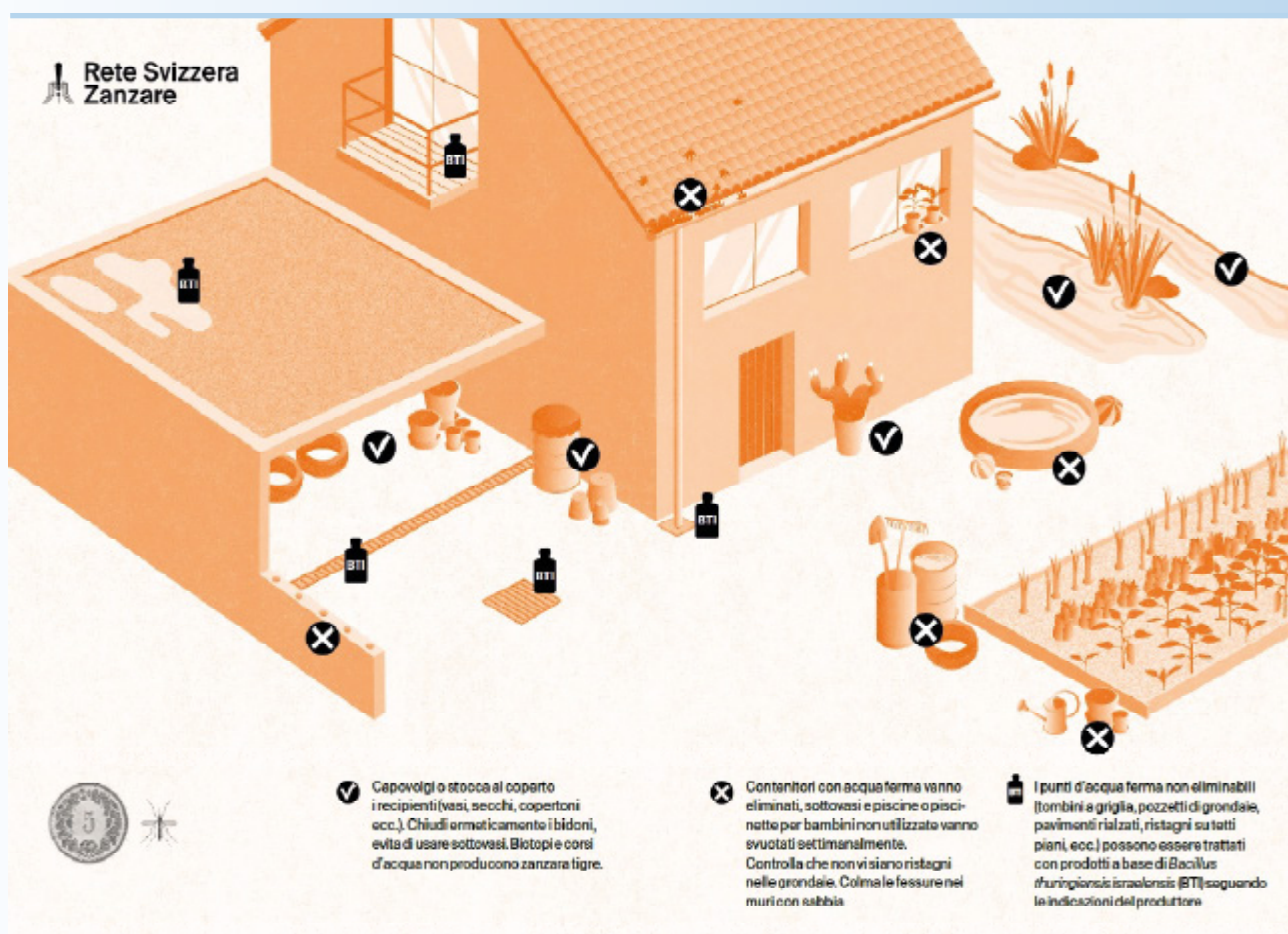 Rete Svizzera
Zanzare
BTI
BTI
BTI
BTI
BTI
5
Capovolgi o stocca al coperto
i recipienti (vasi, secchi, copertoni
ecc.). Chiudi ermeticamente i bidoni,
evita di usare sottovasi. Biotopi e corsi
d'acqua non producono zanzara tigre.
Contenitori con acqua ferma vanno
eliminati, sottovasi e piscine o pisci-
nette per bambini non utilizzate vanno
svuotati settimanalmente.
Controlla che non vi siano ristagni
nelle grondaie. Colma le fessure nei
muri con sabbia
BTI
I punti d'acqua ferma non eliminabili
(tombini a griglia, pozzetti di grondaie,
pavimenti rialzati, ristagni su tetti
piani, ecc.) possono essere trattati
con prodotti a base di Bacillus
thuringiensis israelensis (BTI) seguendo
le indicazioni del produttore